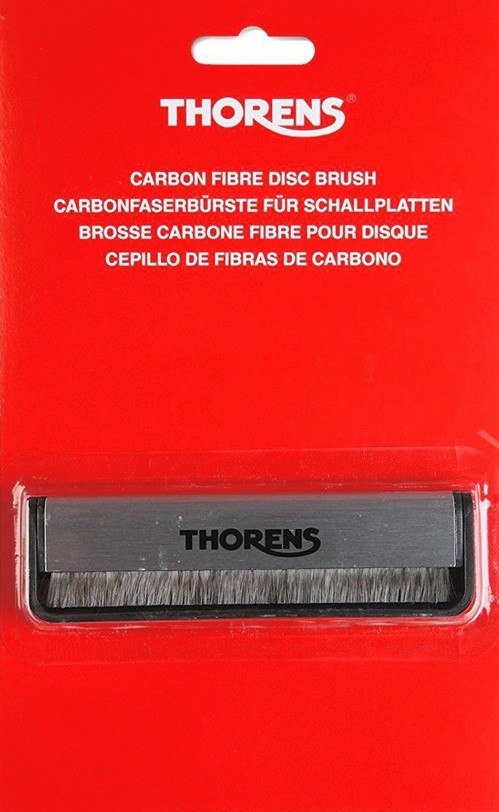 THORENS®
CARBON FIBRE DISC BRUSH
CARBONFASERBÜRSTE FÜR SCHALLPLATTEN
BROSSE CARBONE FIBRE POUR DISQUE
CEPILLO DE FIBRAS DE CARBONO
THORENS